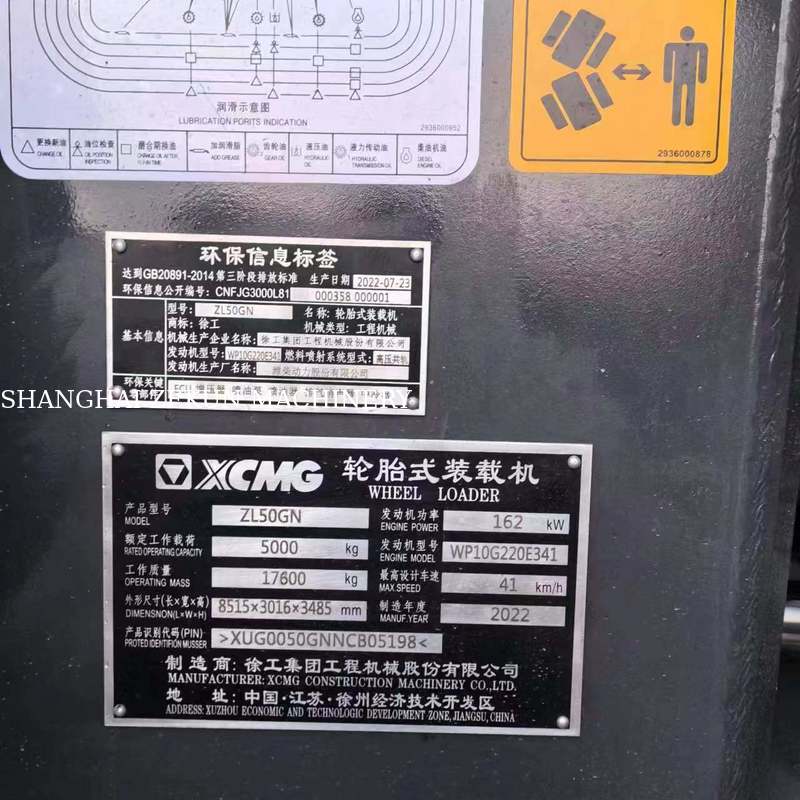 润滑示意图
LUBRICATION PORITS INDICATION
2936000952
更换新油 油位检查 磨合期换油 加润滑脂 齿轮油 液压油 液力传动油 柴油机油
CHANGE OIL OIL POSITION INSPECTION CHANGE OIL AFTER R.P.IN TIME ADD GREASE GEAR OIL HYDRAULIC OIL HYDRAULIC TRANSMISSION OIL DIESEL ENGINE OIL
2936000878
环保信息标签
达到GB20891-2014第三阶段排放标准 生产日期 2022-07-23
环保信息公开编号: CNFJG3000L81 000358 000001
基本信息
型号: ZL50GN 名称: 轮胎式装载机
商标: 徐工 机械类型: 工程机械
机械生产企业名称: 徐工集团工程机械股份有限公司
发动机型号: WP10G220E341 燃料喷射系统型式: 高压共轨
发动机生产厂名称: 潍柴动力股份有限公司
环保关键
SHANGHAI ZEKUN MACHINERY
XCMG 轮胎式装载机
WHEEL LOADER
产品型号 MODEL ZL50GN 发动机功率 ENGINE POWER 162 kW
额定工作载荷 RATED OPERATING CAPACITY 5000 kg 发动机型号 ENGINE MODEL WP10G220E341
工作质量 OPERATING MASS 17600 kg 最高设计车速 MAX.SPEED 41 km/h
外形尺寸(长×宽×高) DIMENSNON(L×W×H) 8515×3016×3485 mm 制造年度 MANUF.YEAR 2022
产品识别代码(PIN) PROTED IDENTIFION MUSSER >XUG0050GNNCB05198<
制造商: 徐工集团工程机械股份有限公司
MANUFACTURER: XCMG CONSTRUCTION MACHINERY CO.,LTD.
地 址: 中国·江苏·徐州经济技术开发区
ADDRESS: XUZHOU ECONOMIC AND TECHNOLOGIC DEVELOPMENT ZONE, JIANGSU, CHINA